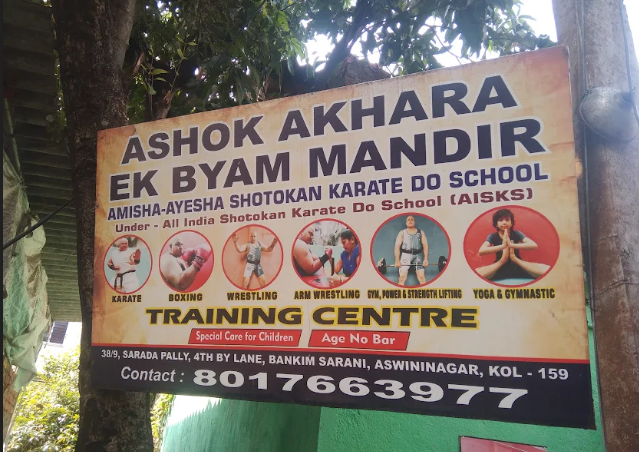 ASHOK AKHARA
EK BYAM MANDIR
AMISHA-AYESHA SHOTOKAN KARATE DO SCHOOL
Under - All India Shotokan Karate Do School (AISKS)
KARATE BOXING WRESTLING ARM WRESTLING GYM, POWER & STRENGTH LIFTING YOGA & GYMNASTIC
TRAINING CENTRE
Special Care for Children Age No Bar
38/9, SARADA PALLY, 4TH BY LANE, BANKIM SARANI, ASWININAGAR, KOL - 159
Contact : 8017663977